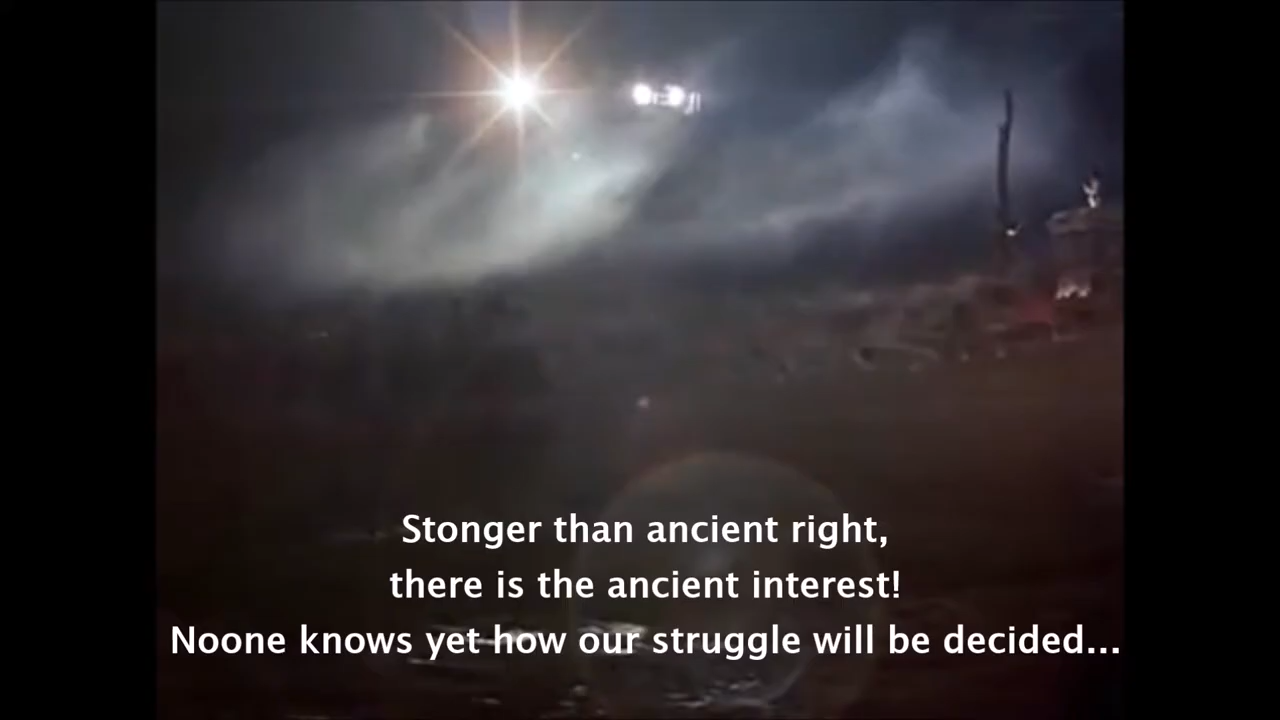 Stonger than ancient right,
there is the ancient interest!
Noone knows yet how our struggle will be decided...